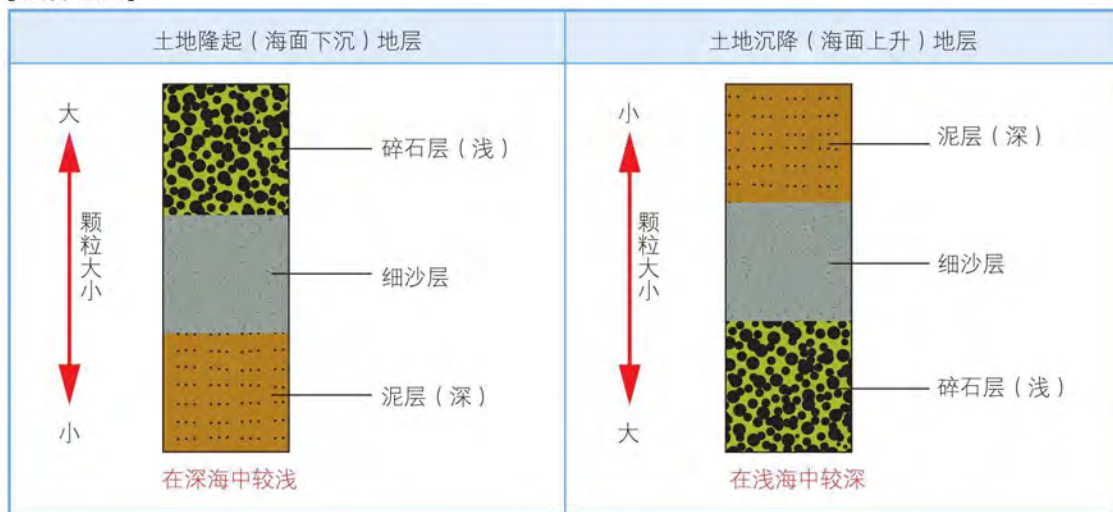 土地隆起（海面下沉）地层
大
颗粒大小
小
碎石层（浅）
细沙层
泥层（深）
在深海中较浅
土地沉降（海面上升）地层
小
颗粒大小
大
泥层（深）
细沙层
碎石层（浅）
在浅海中较深